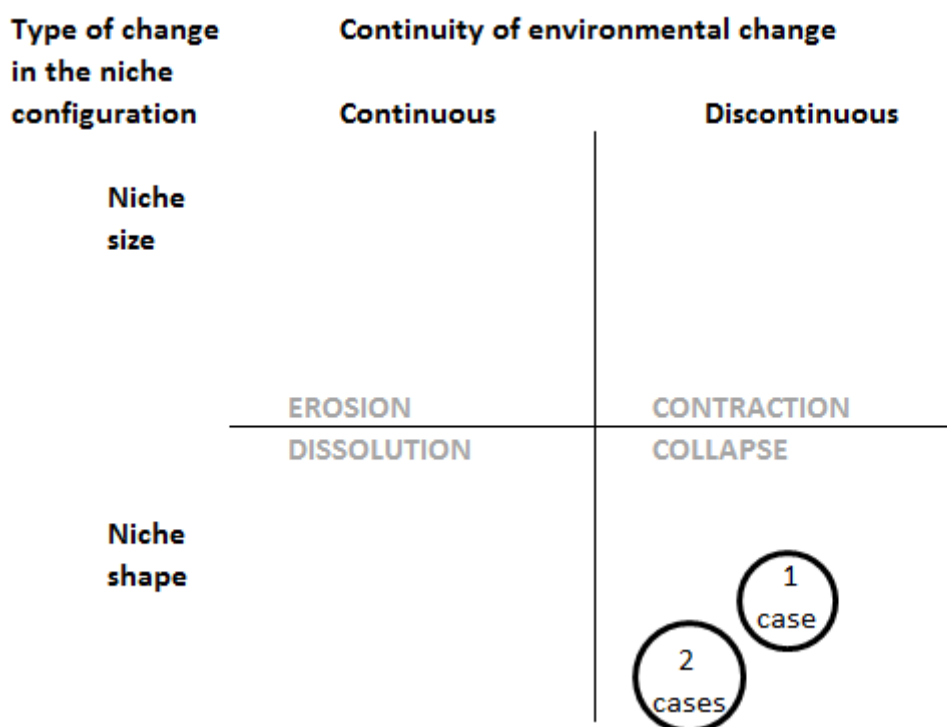 Type of change
in the niche
configuration
Continuity of environmental change
Continuous
Discontinuous
Niche
size
EROSION
CONTRACTION
DISSOLUTION
COLLAPSE
Niche
shape
1
case
2
cases